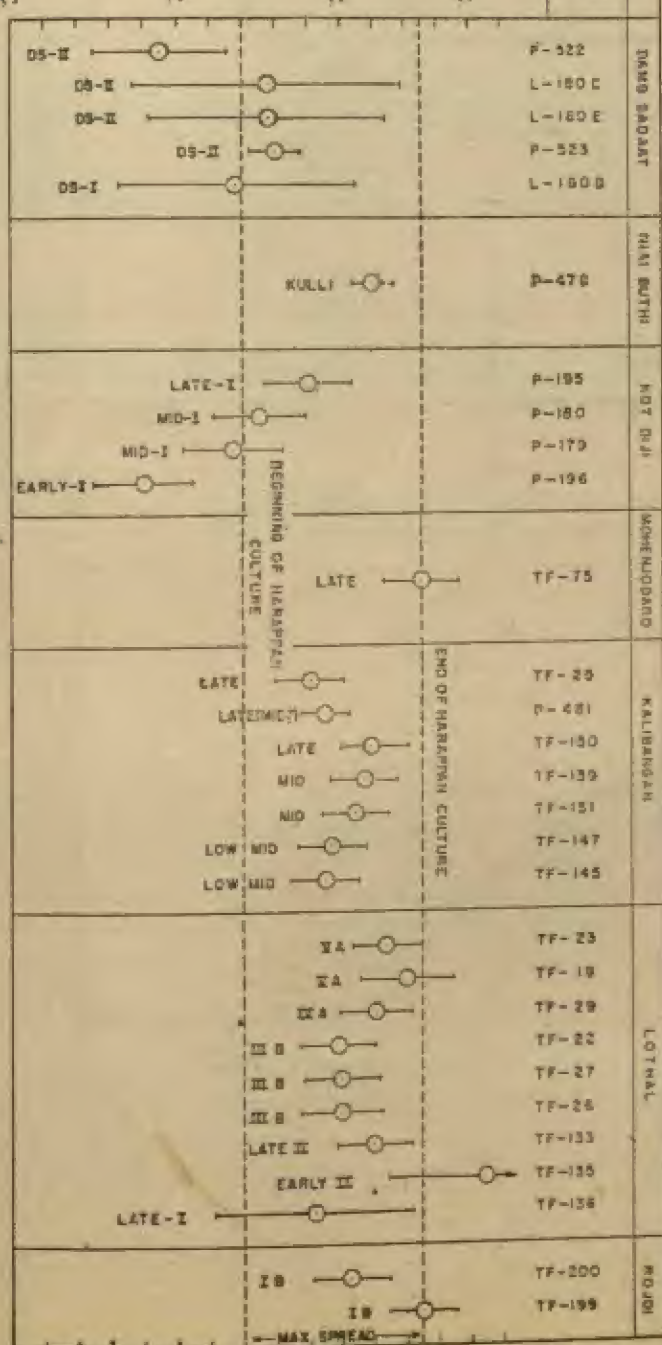 DS-III P-522 DAMB SADAAT
DS-II L-180 C
DS-II L-180 E
DS-II P-523
DS-I L-180 B
KULLI P-478 NIAI BUTHI
LATE-I P-195 KOT DIJI
MID-I P-180
MID-I P-179
EARLY-I P-196
BEGINNING OF HARAPPAN
CULTURE
LATE TF-75 MOHENJODARO
END OF HARAPPAN CULTURE
LATE TF-25 KALIBANGAN
P-481
LATE TF-150
MID TF-139
MID TF-151
LOW MID TF-147
LOW MID TF-145
VA TF-23 LOTHAL
VA TF-19
IVA TF-29
III B TF-22
III B TF-27
III B TF-26
LATE II TF-133
EARLY II TF-135
LATE-I TF-136
I B TF-200 ROJDI
I B TF-199
MAX. SPREAD